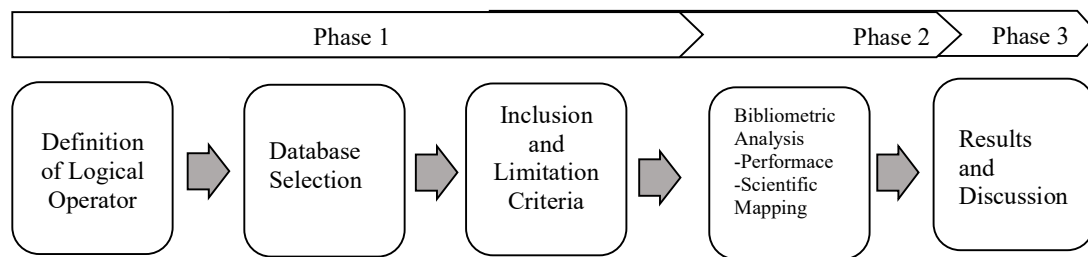 Phase 1
Phase 2
Phase 3
Definition
of Logical
Operator
Database
Selection
Inclusion
and
Limitation
Criteria
Bibliometric
Analysis
-Performace
-Scientific
Mapping
Results
and
Discussion